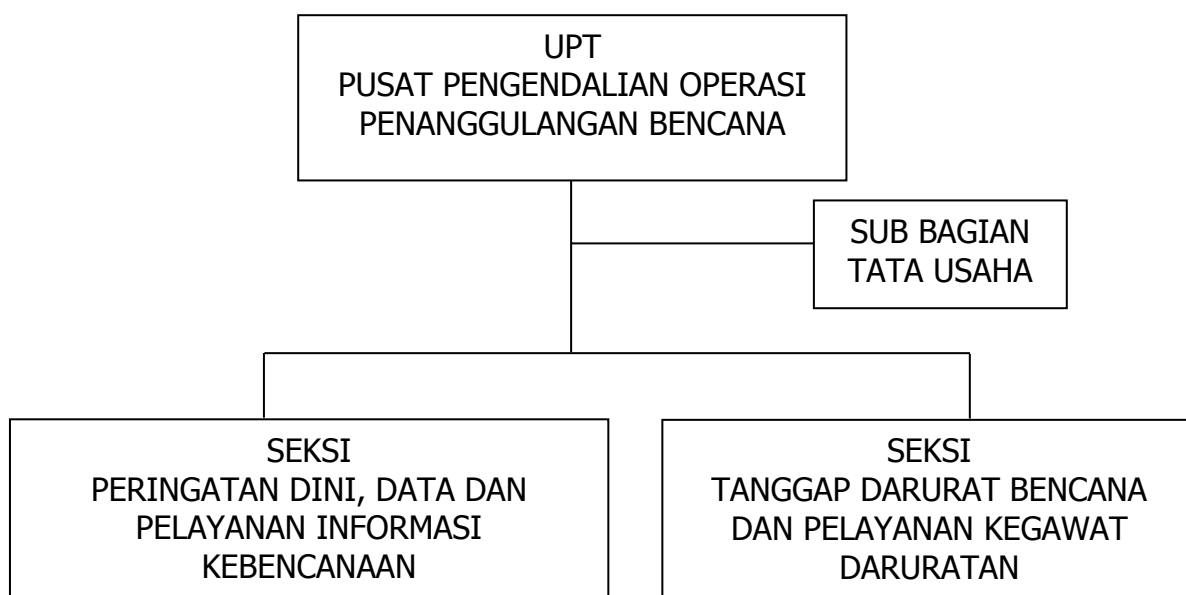 UPT
PUSAT PENGENDALIAN OPERASI
PENANGGULANGAN BENCANA
SUB BAGIAN
TATA USAHA
SEKSI
PERINGATAN DINI, DATA DAN
PELAYANAN INFORMASI
KEBENCANAAN
SEKSI
TANGGAP DARURAT BENCANA
DAN PELAYANAN KEGAWAT
DARURATAN